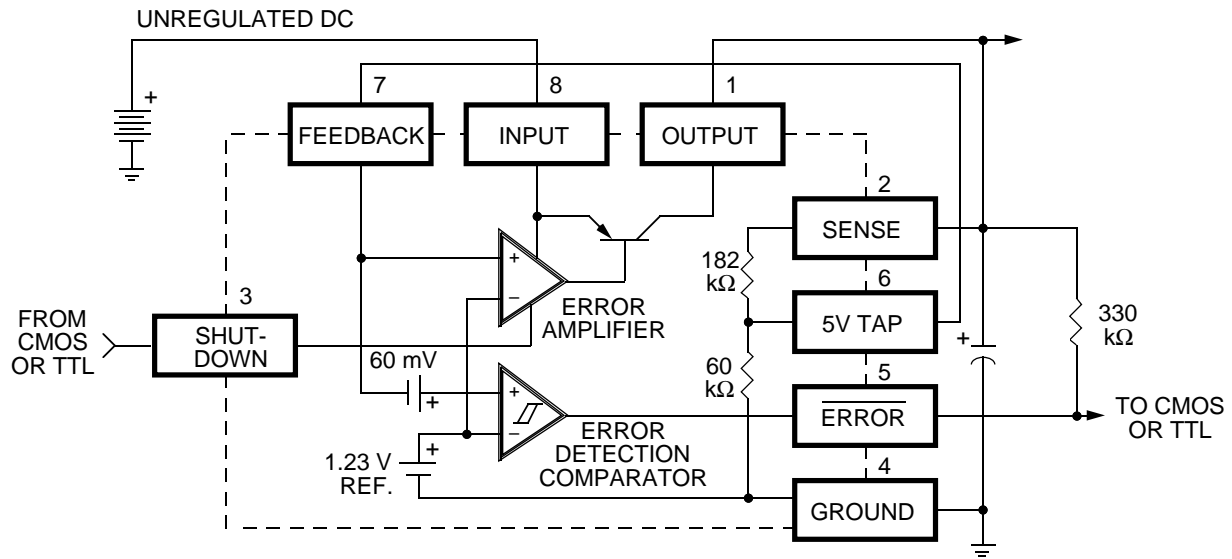 UNREGULATED DC
7
8
1
+
FEEDBACK
INPUT
OUTPUT
2
SENSE
182
kΩ
6
5V TAP
330
kΩ
+
3
FROM
CMOS
OR TTL
SHUT-
DOWN
+
−
ERROR
AMPLIFIER
60 mV
+
60
kΩ
5
ERROR
TO CMOS
OR TTL
+
−
ERROR
DETECTION
COMPARATOR
1.23 V
REF.
+
4
GROUND